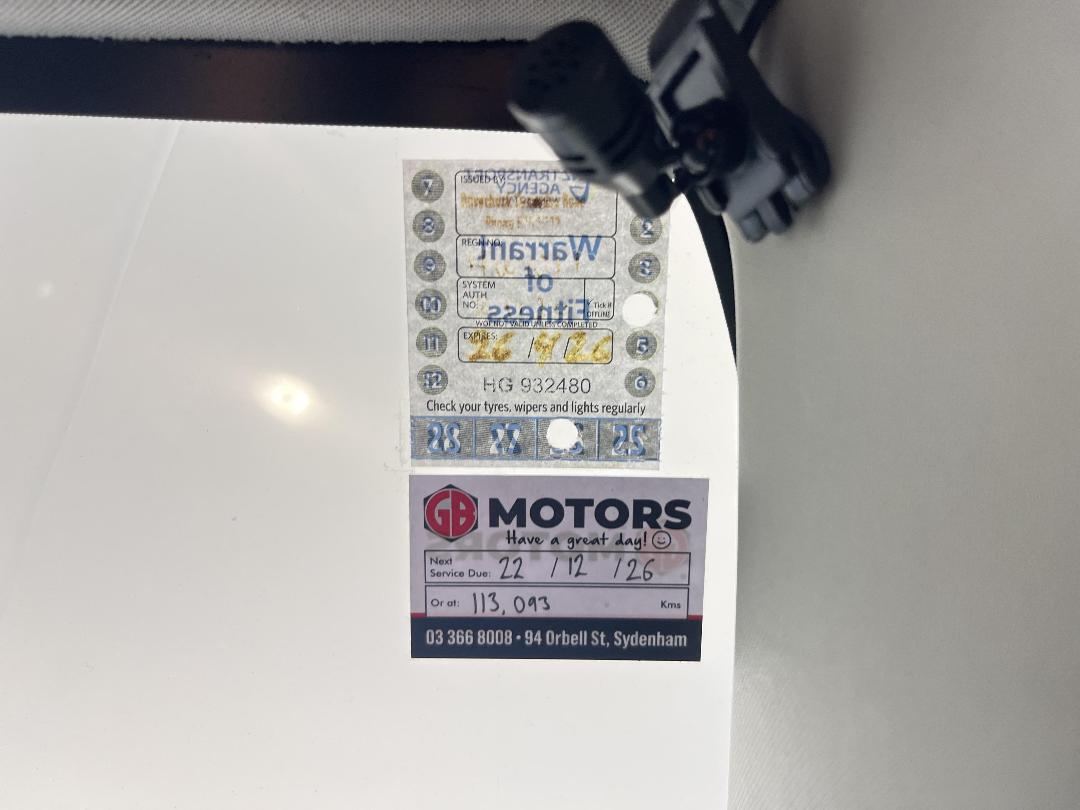 NZ TRANSPORT
AGENCY
ISSUED BY:
7
8
2
REGN NO.
Warrant
9
3
of
SYSTEM
AUTH
NO:
Tick if
OFFLINE
10
Fitness
WOF NOT VALID UNLESS COMPLETED
11
EXPIRES: 26 / 4 / 26
5
12
HG 932480
6
Check your tyres, wipers and lights regularly
28 27 25
GB MOTORS
Have a great day!
Next
Service Due: 22 / 12 / 26
Or at: 113,093 Kms
03 366 8008 • 94 Orbell St, Sydenham